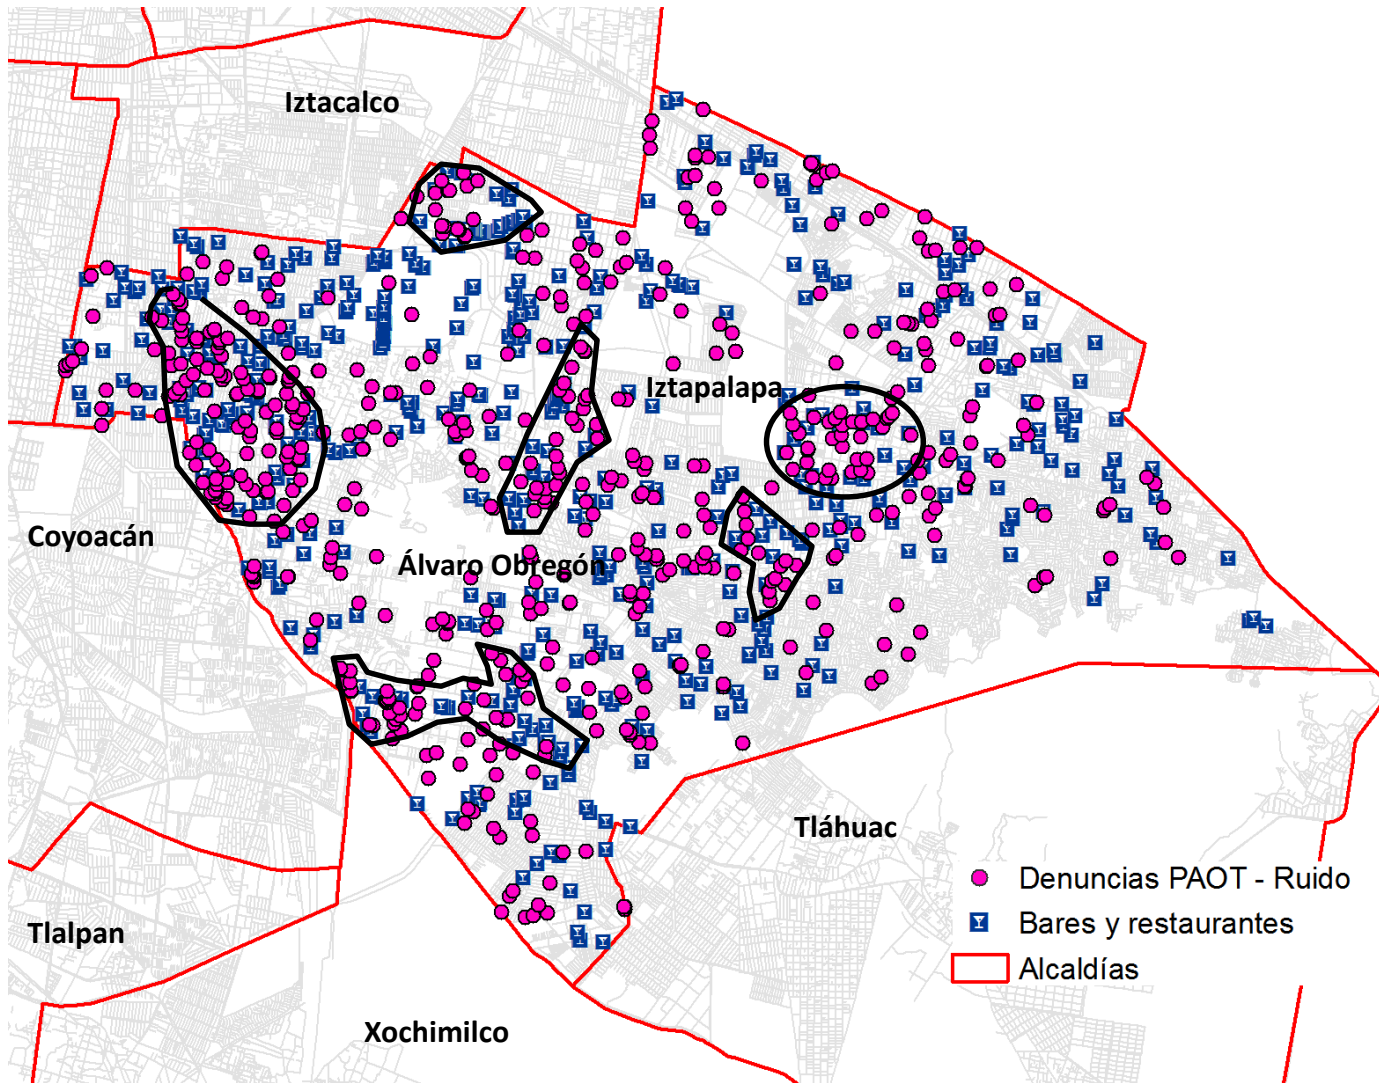 Iztacalco
Iztapalapa
Coyoacán
Álvaro Obregón
Tláhuac
Denuncias PAOT - Ruido
Bares y restaurantes
Tlalpan
Alcaldías
Xochimilco